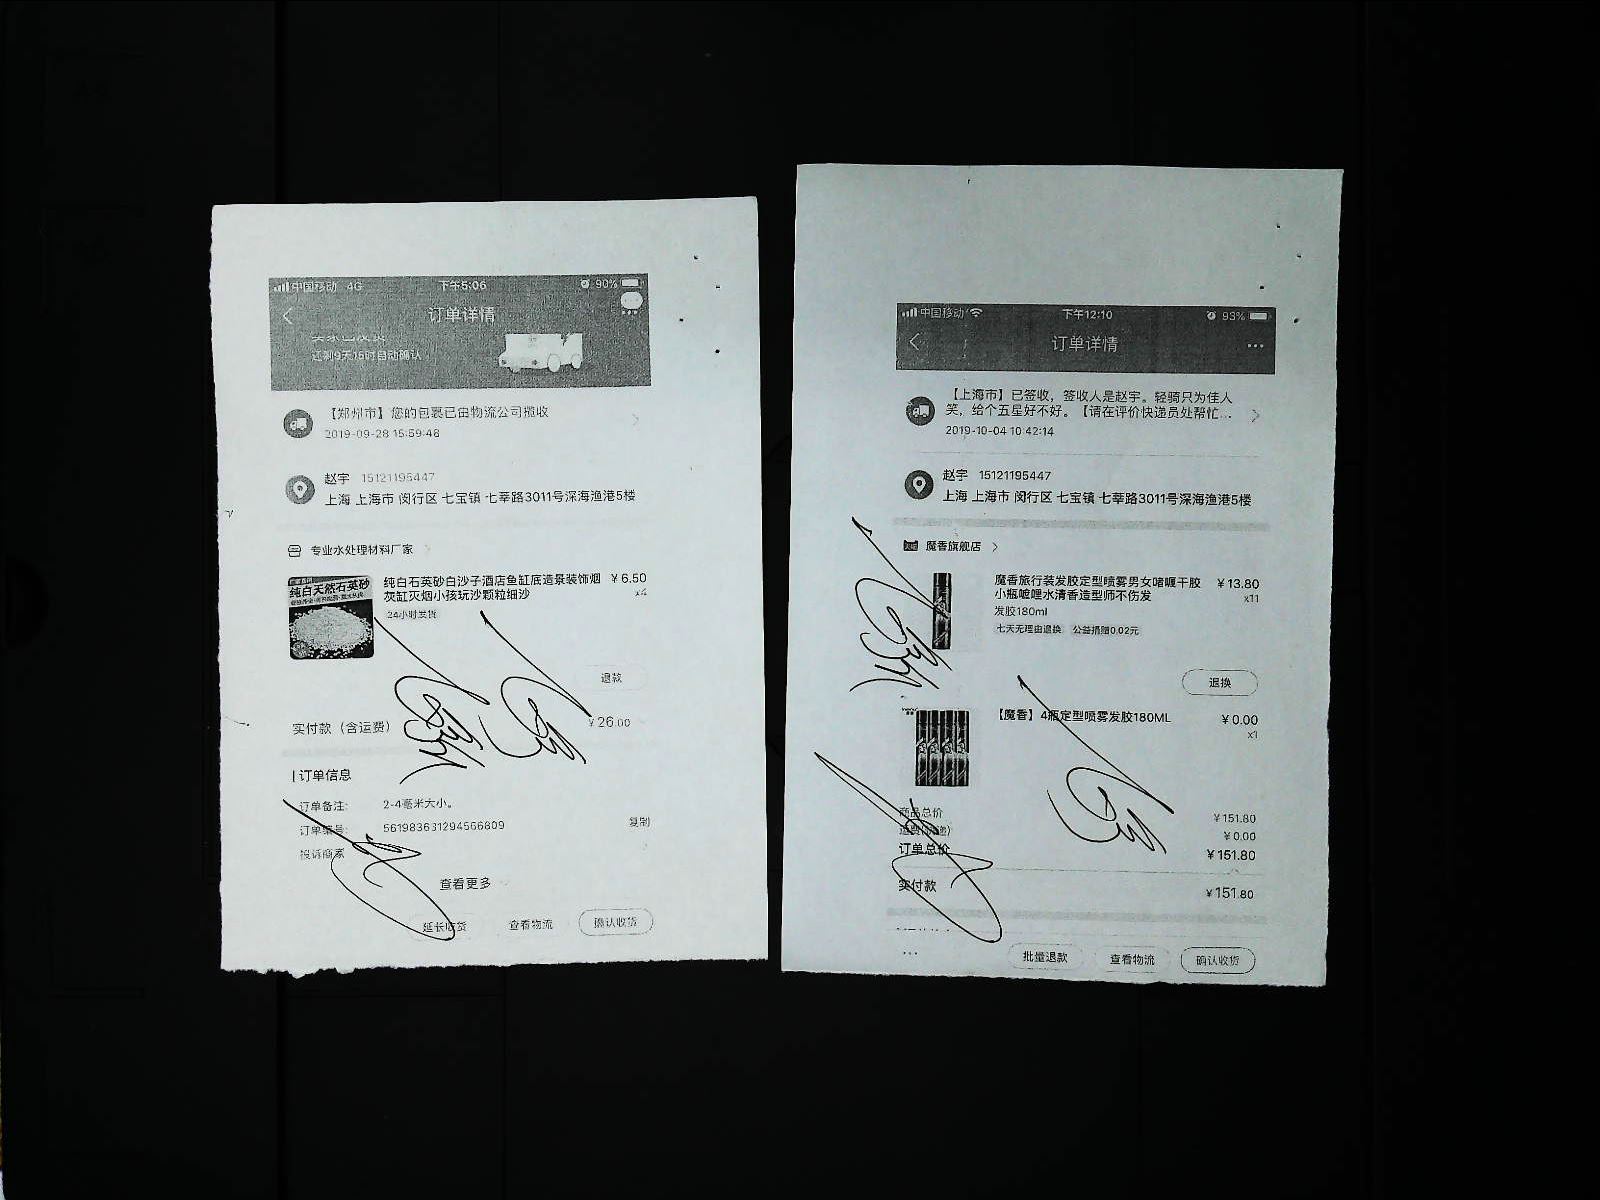 中国移动 4G 下午5:06 90%
订单详情
还剩9天15时自动确认
【郑州市】您的包裹已由物流公司揽收
2019-09-28 15:59:48
赵宇 15121195447
上海 上海市 闵行区 七宝镇 七莘路3011号深海渔港5楼
专业水处理材料厂家
纯白天然石英砂
纯白石英砂白沙子酒店鱼缸底造景装饰烟 ¥6.50
灰缸灭烟小孩玩沙颗粒细沙 x4
24小时发货
退款
实付款（含运费） ¥26.00
订单信息
订单备注: 2-4毫米大小。
订单编号: 561983631294566809 复制
投诉商家
查看更多
延长收货 查看物流 确认收货
中国移动 下午12:10 93%
订单详情
【上海市】已签收，签收人是赵宇。轻骑只为佳人
笑，给个五星好不好。【请在评价快递员处帮忙...
2019-10-04 10:42:14
赵宇 15121195447
上海 上海市 闵行区 七宝镇 七莘路3011号深海渔港5楼
魔香旗舰店
魔香旅行装发胶定型喷雾男女啫喱干胶 ¥13.80
小瓶嗻哩水清香造型师不伤发 x11
发胶180ml
七天无理由退换 公益捐赠0.02元
退换
【魔香】4瓶定型喷雾发胶180ML ¥0.00
x1
商品总价 ¥151.80
运费(快递) ¥0.00
订单总价 ¥151.80
实付款 ¥151.80
... 批量退款 查看物流 确认收货